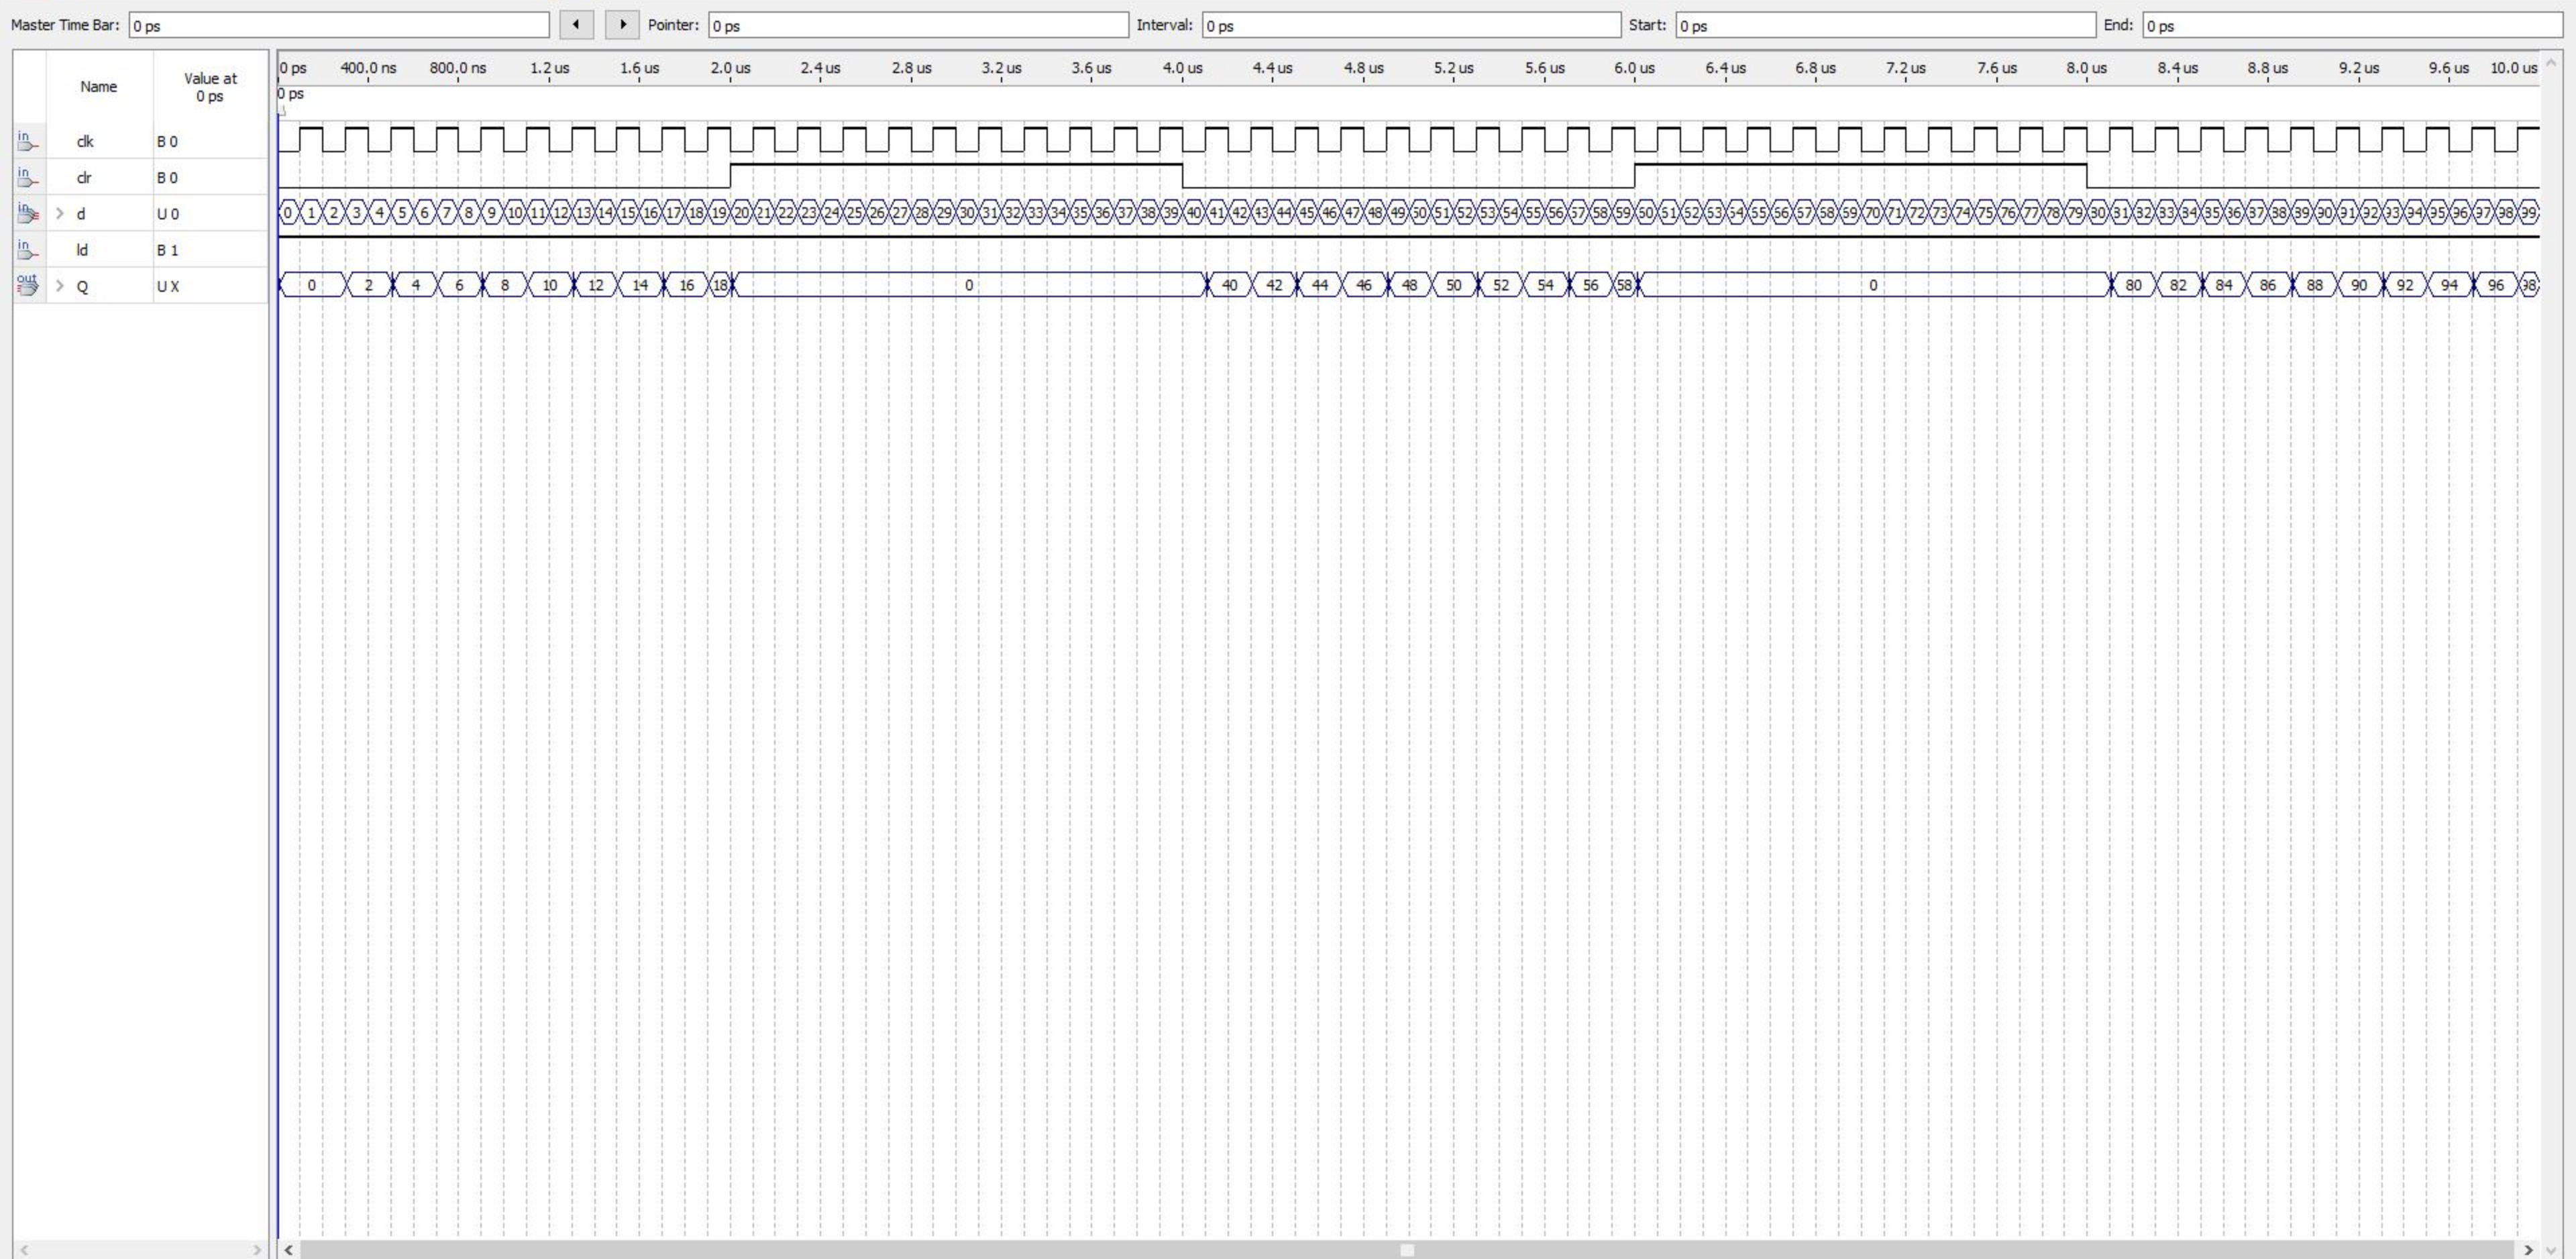 Master Time Bar: 0 ps Pointer: 0 ps Interval: 0 ps Start: 0 ps End: 0 ps
Name Value at 0 ps
0 ps 400.0 ns 800.0 ns 1.2 us 1.6 us 2.0 us 2.4 us 2.8 us 3.2 us 3.6 us 4.0 us 4.4 us 4.8 us 5.2 us 5.6 us 6.0 us 6.4 us 6.8 us 7.2 us 7.6 us 8.0 us 8.4 us 8.8 us 9.2 us 9.6 us 10.0 us
0 ps
in clk B 0
in clr B 0
in d U 0 0 1 2 3 4 5 6 7 8 9 10 11 12 13 14 15 16 17 18 19 20 21 22 23 24 25 26 27 28 29 30 31 32 33 34 35 36 37 38 39 40 41 42 43 44 45 46 47 48 49 50 51 52 53 54 55 56 57 58 59 60 61 62 63 64 65 66 67 68 69 70 71 72 73 74 75 76 77 78 79 80 81 82 83 84 85 86 87 88 89 90 91 92 93 94 95 96 97 98 99
in ld B 1
out Q U X 0 2 4 6 8 10 12 14 16 18 0 40 42 44 46 48 50 52 54 56 58 0 80 82 84 86 88 90 92 94 96 98